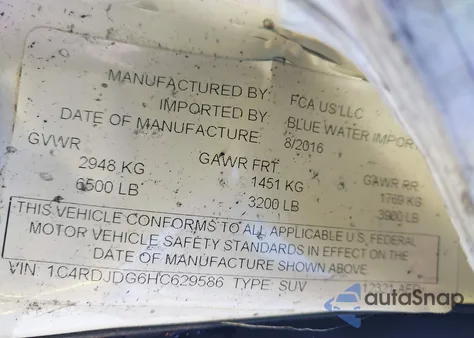 MANUFACTURED BY: FCA US LLC
IMPORTED BY: BLUE WATER IMPOR
DATE OF MANUFACTURE: 8/2016
GVWR GAWR FRT. GAWR RR
2948 KG 1451 KG 1769 KG
6500 LB 3200 LB 3900 LB
THIS VEHICLE CONFORMS TO ALL APPLICABLE U.S. FEDERAL
MOTOR VEHICLE SAFETY STANDARDS IN EFFECT ON THE
DATE OF MANUFACTURE SHOWN ABOVE
VIN: 1C4RDJDG6HC629586 TYPE: SUV
autoSnap